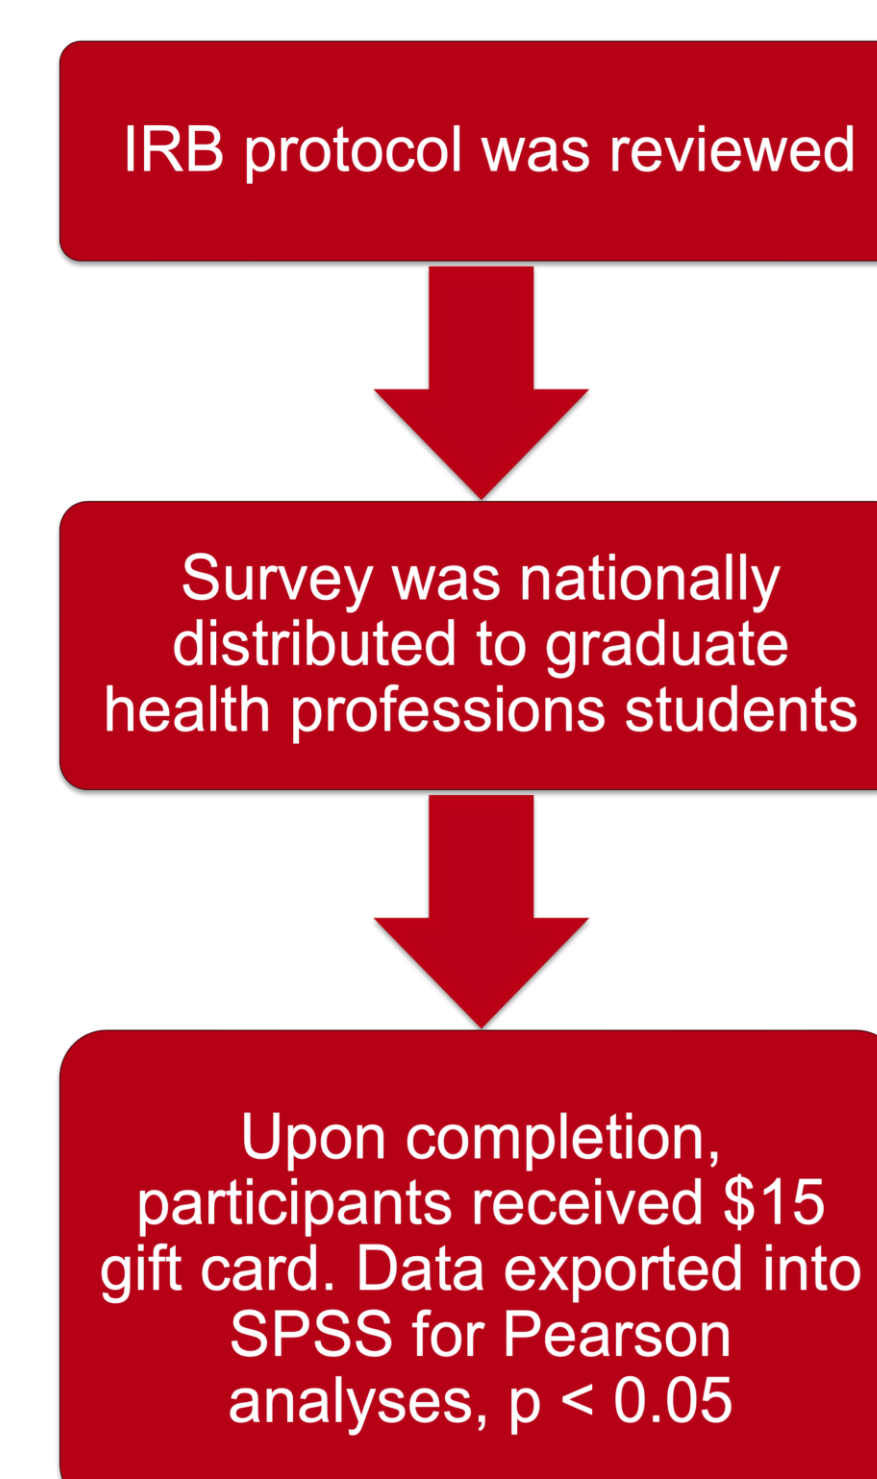 IRB protocol was reviewed
Survey was nationally
distributed to graduate
health professions students
Upon completion,
participants received $15
gift card. Data exported into
SPSS for Pearson
analyses, p < 0.05